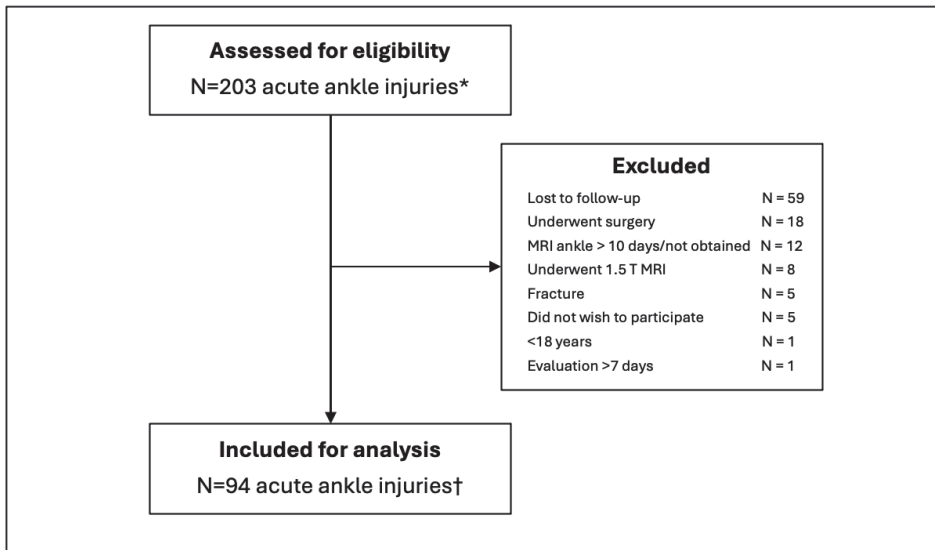 Assessed for eligibility
N=203 acute ankle injuries*
Excluded
Lost to follow-up N = 59
Underwent surgery N = 18
MRI ankle > 10 days/not obtained N = 12
Underwent 1.5 T MRI N = 8
Fracture N = 5
Did not wish to participate N = 5
<18 years N = 1
Evaluation >7 days N = 1
Included for analysis
N=94 acute ankle injuries†